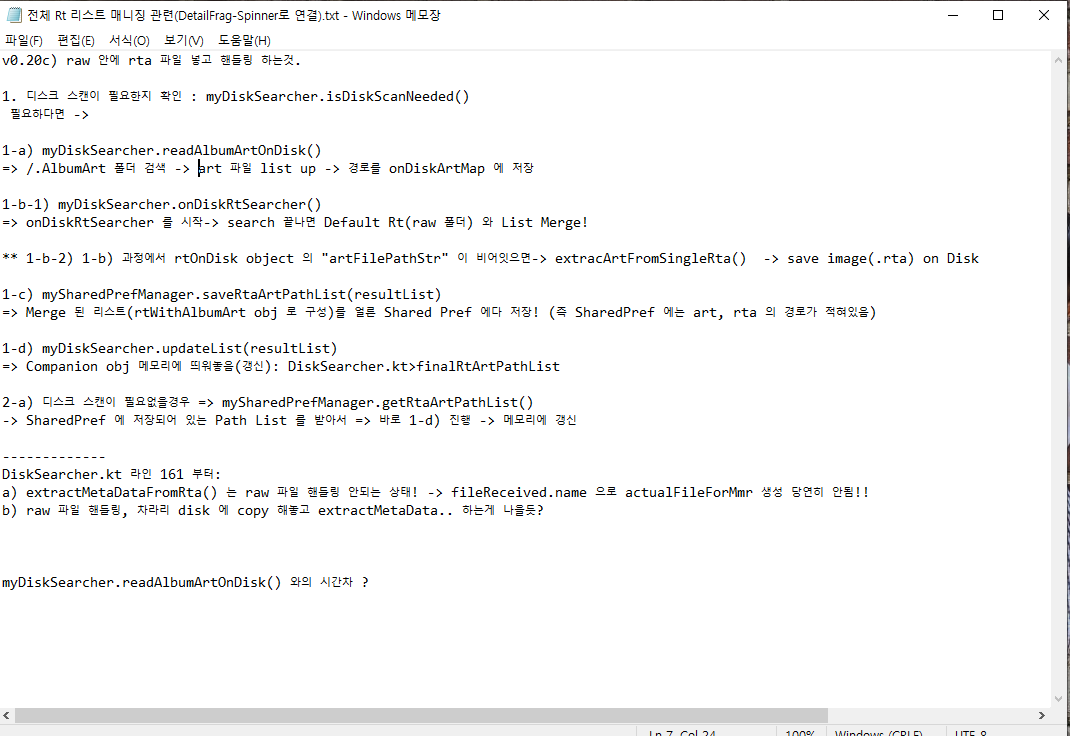 전체 Rt 리스트 매니징 관련(DetailFrag-Spinner로 연결).txt - Windows 메모장
파일(F) 편집(E) 서식(O) 보기(V) 도움말(H)
v0.20c) raw 안에 rta 파일 넣고 핸들링 하는것.
1. 디스크 스캔이 필요한지 확인 : myDiskSearcher.isDiskScanNeeded()
필요하다면 ->
1-a) myDiskSearcher.readAlbumArtOnDisk()
=> /.AlbumArt 폴더 검색 -> art 파일 list up -> 경로를 onDiskArtMap 에 저장
1-b-1) myDiskSearcher.onDiskRtSearcher()
=> onDiskRtSearcher 를 시작-> search 끝나면 Default Rt(raw 폴더) 와 List Merge!
** 1-b-2) 1-b) 과정에서 rtOnDisk object 의 "artFilePathStr" 이 비어잇으면-> extracArtFromSingleRta()  -> save image(.rta) on Disk
1-c) mySharedPrefManager.saveRtaArtPathList(resultList)
=> Merge 된 리스트(rtWithAlbumArt obj 로 구성)를 얼른 Shared Pref 에다 저장! (즉 SharedPref 에는 art, rta 의 경로가 적혀있음)
1-d) myDiskSearcher.updateList(resultList)
=> Companion obj 메모리에 띄워놓음(갱신): DiskSearcher.kt>finalRtArtPathList
2-a) 디스크 스캔이 필요없을경우 => mySharedPrefManager.getRtaArtPathList()
-> SharedPref 에 저장되어 있는 Path List 를 받아서 => 바로 1-d) 진행 -> 메모리에 갱신
-------------
DiskSearcher.kt 라인 161 부터:
a) extractMetaDataFromRta() 는 raw 파일 핸들링 안되는 상태! -> fileReceived.name 으로 actualFileForMmr 생성 당연히 안됨!!
b) raw 파일 핸들링, 차라리 disk 에 copy 해놓고 extractMetaData.. 하는게 나을듯?
myDiskSearcher.readAlbumArtOnDisk() 와의 시간차 ?
Ln 7, Col 24 100% Windows (CRLF) UTF-8